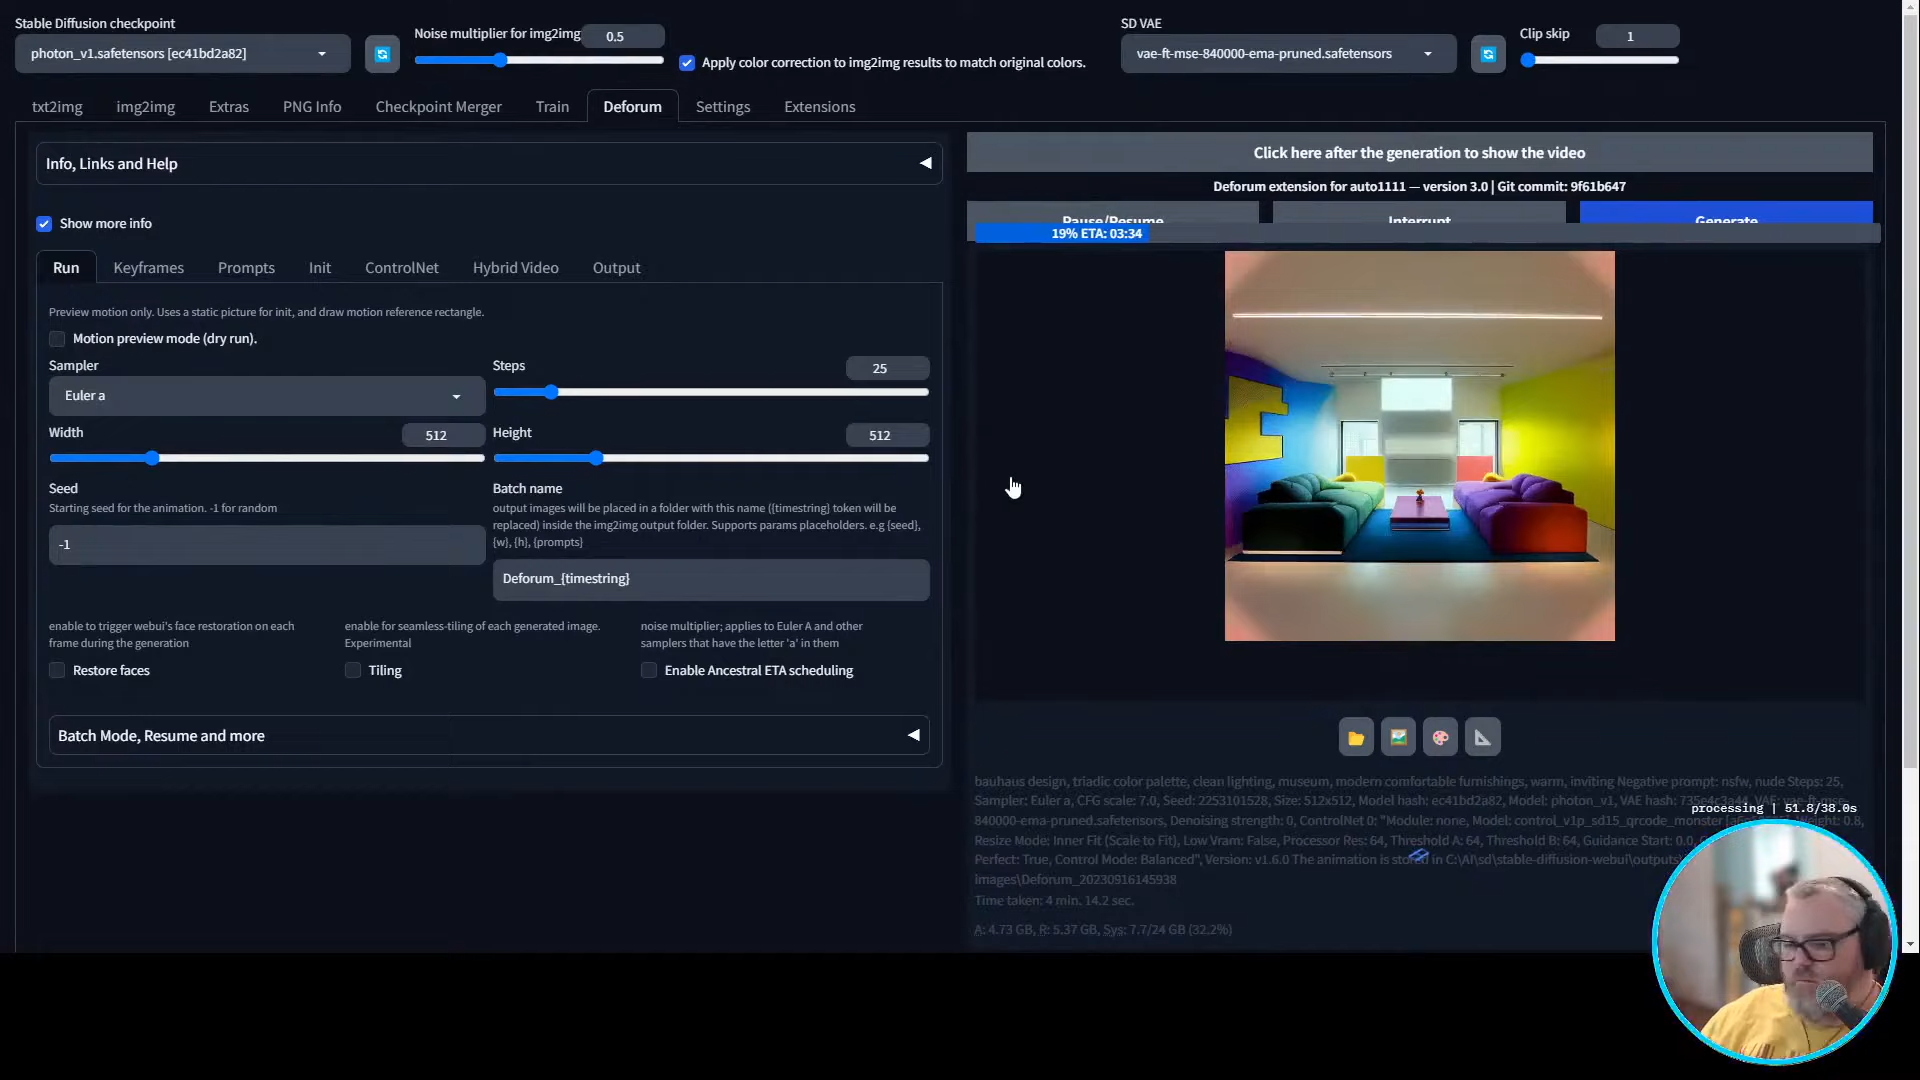 Stable Diffusion checkpoint
photon_v1.safetensors [ec41bd2a82]
Noise multiplier for img2img
0.5
Apply color correction to img2img results to match original colors.
SD VAE
vae-ft-mse-840000-ema-pruned.safetensors
Clip skip
1
txt2img
img2img
Extras
PNG Info
Checkpoint Merger
Train
Deforum
Settings
Extensions
Info, Links and Help
Show more info
Run
Keyframes
Prompts
Init
ControlNet
Hybrid Video
Output
Preview motion only. Uses a static picture for init, and draw motion reference rectangle.
Motion preview mode (dry run).
Sampler
Euler a
Steps
25
Width
512
Height
512
Seed
Starting seed for the animation. -1 for random
-1
Batch name
output images will be placed in a folder with this name ({timestring} token will be
replaced) inside the img2img output folder. Supports params placeholders. e.g {seed},
{w}, {h}, {prompts}
Deforum_{timestring}
enable to trigger webui's face restoration on each
frame during the generation
Restore faces
enable for seamless-tiling of each generated image.
Experimental
Tiling
noise multiplier; applies to Euler A and other
samplers that have the letter 'a' in them
Enable Ancestral ETA scheduling
Batch Mode, Resume and more
Click here after the generation to show the video
Deforum extension for auto1111 — version 3.0 | Git commit: 9f61b647
Pause/Resume
Interrupt
Generate
19% ETA: 03:34
bauhaus design, triadic color palette, clean lighting, museum, modern comfortable furnishings, warm, inviting Negative prompt: nsfw, nude Steps: 25,
Sampler: Euler a, CFG scale: 7.0, Seed: 2253101528, Size: 512x512, Model hash: ec41bd2a82, Model: photon_v1, VAE hash:
processing | 51.8/38.0s
840000-ema-pruned.safetensors, Denoising strength: 0, ControlNet 0: "Module: none, Model: control_v1p_sd15_qrcode_monster Weight: 0.8,
Resize Mode: Inner Fit (Scale to Fit), Low Vram: False, Processor Res: 64, Threshold A: 64, Threshold B: 64, Guidance Start: 0.0,
Perfect: True, Control Mode: Balanced", Version: v1.6.0 The animation is in C:\AI\sd\stable-diffusion-webui\outputs\
images\Deforum_20230916145938
Time taken: 4 min. 14.2 sec.
A: 4.73 GB, R: 5.37 GB, Sys: 7.7/24 GB (32.2%)